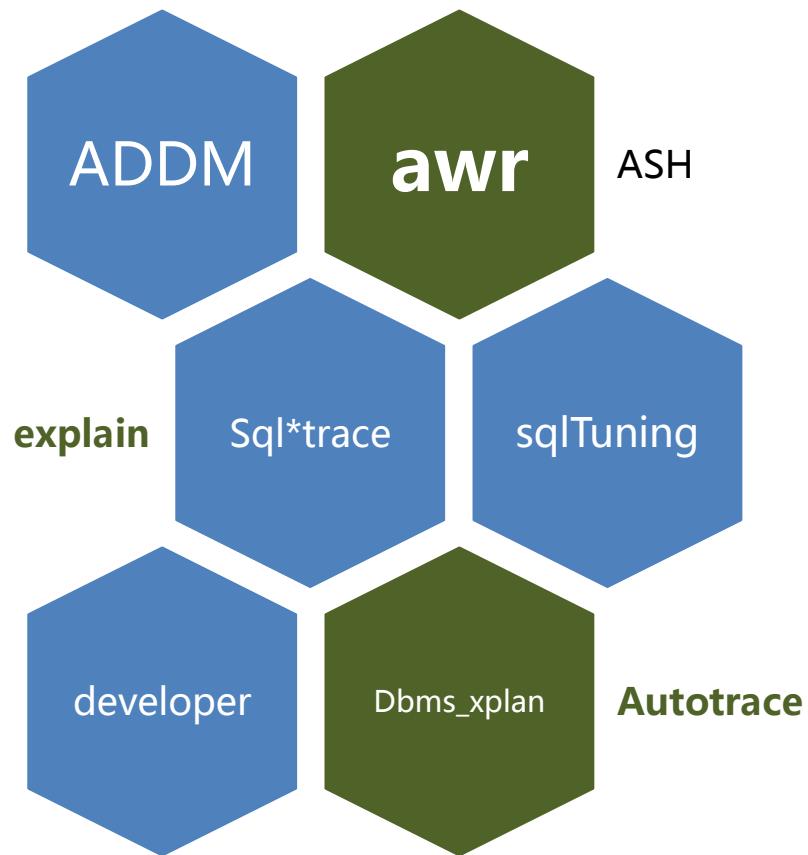 ADDM
awr
ASH
explain
Sql*trace
sqlTuning
developer
Dbms_xplan
Autotrace